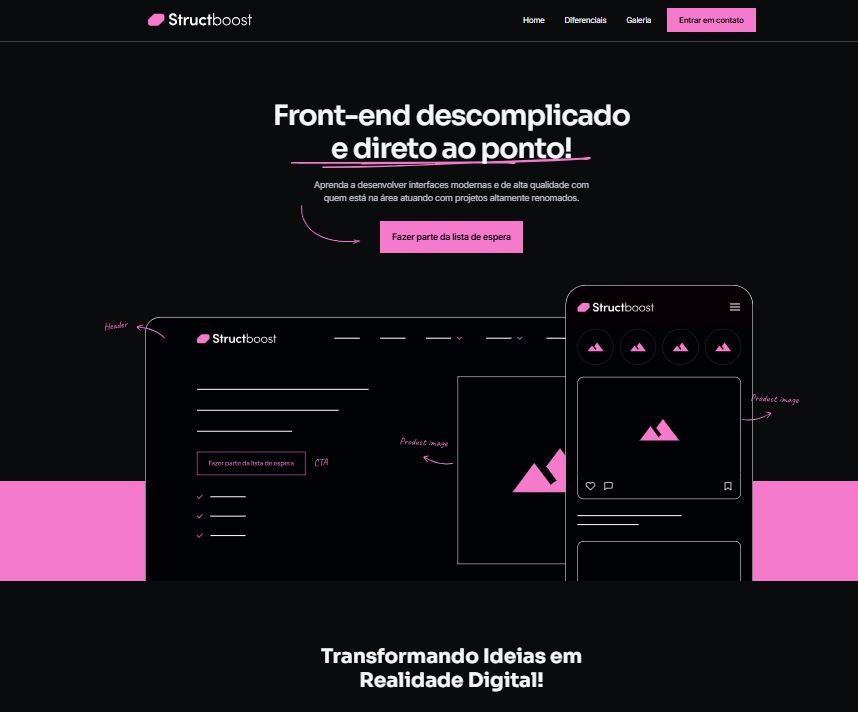 Structboost
Home Diferenciais Galeria Entrar em contato
Front-end descomplicado
e direto ao ponto!
Aprenda a desenvolver interfaces modernas e de alta qualidade com
quem está na área atuando com projetos altamente renomados.
Fazer parte da lista de espera
Structboost
Header
Structboost
Product image
Product image
Fazer parte da lista de espera
CTA
Transformando Ideias em
Realidade Digital!